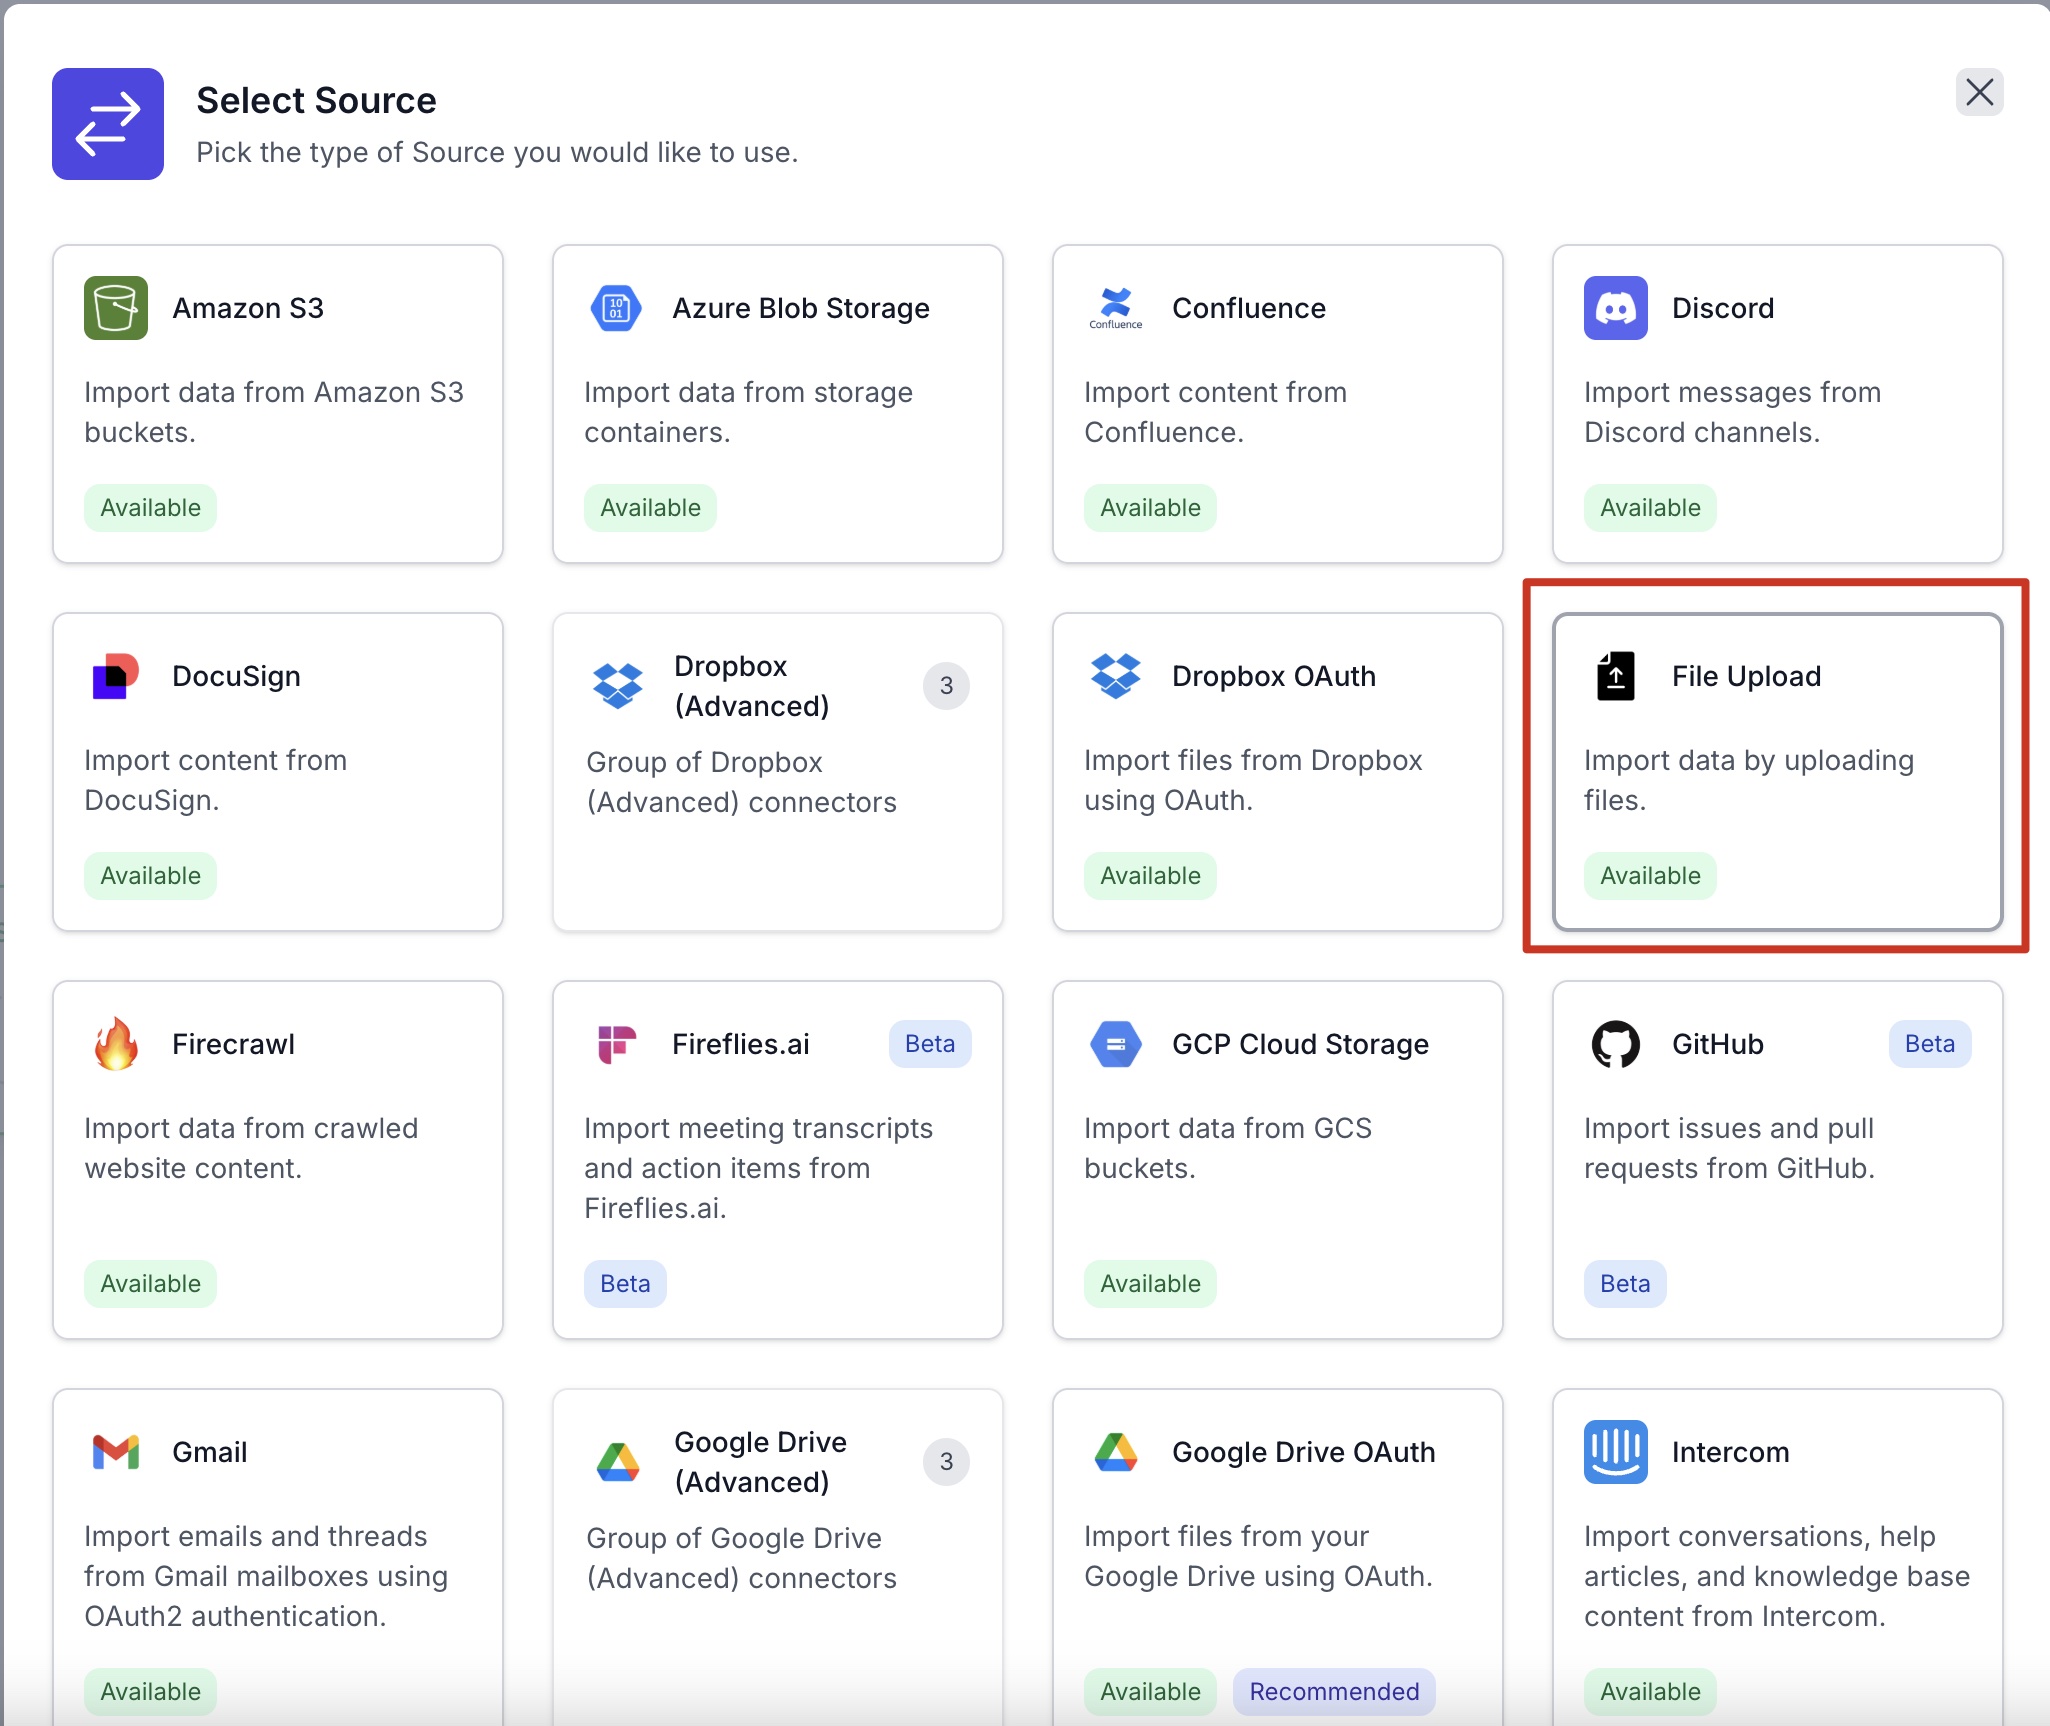 Select Source
Pick the type of Source you would like to use.
Amazon S3
Import data from Amazon S3
buckets.
Available
10
01
Azure Blob Storage
Import data from storage
containers.
Available
Confluence
Confluence
Import content from
Confluence.
Available
Discord
Import messages from
Discord channels.
Available
DocuSign
Import content from
DocuSign.
Available
Dropbox
(Advanced)
3
Group of Dropbox
(Advanced) connectors
Dropbox OAuth
Import files from Dropbox
using OAuth.
Available
File Upload
Import data by uploading
files.
Available
Firecrawl
Import data from crawled
website content.
Available
Fireflies.ai
Beta
Import meeting transcripts
and action items from
Fireflies.ai.
Beta
GCP Cloud Storage
Import data from GCS
buckets.
Available
GitHub
Beta
Import issues and pull
requests from GitHub.
Beta
Gmail
Import emails and threads
from Gmail mailboxes using
OAuth2 authentication.
Available
Google Drive
(Advanced)
3
Group of Google Drive
(Advanced) connectors
Google Drive OAuth
Import files from your
Google Drive using OAuth.
Available
Recommended
Intercom
Import conversations, help
articles, and knowledge base
content from Intercom.
Available